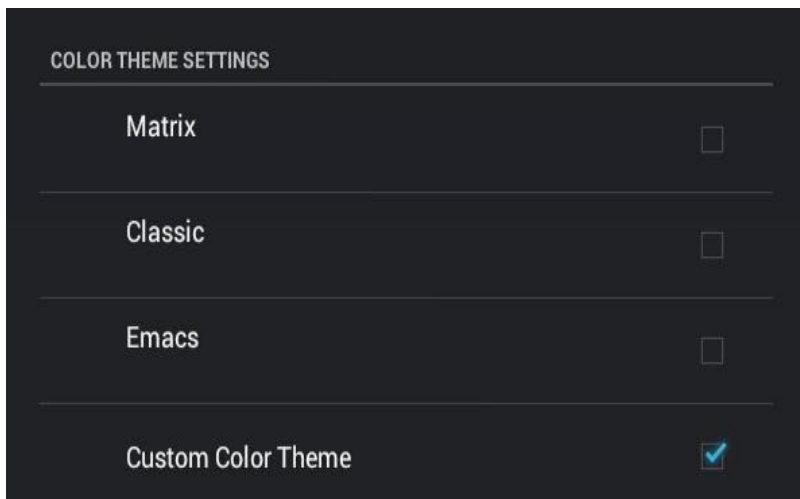 COLOR THEME SETTINGS
Matrix
Classic
Emacs
Custom Color Theme